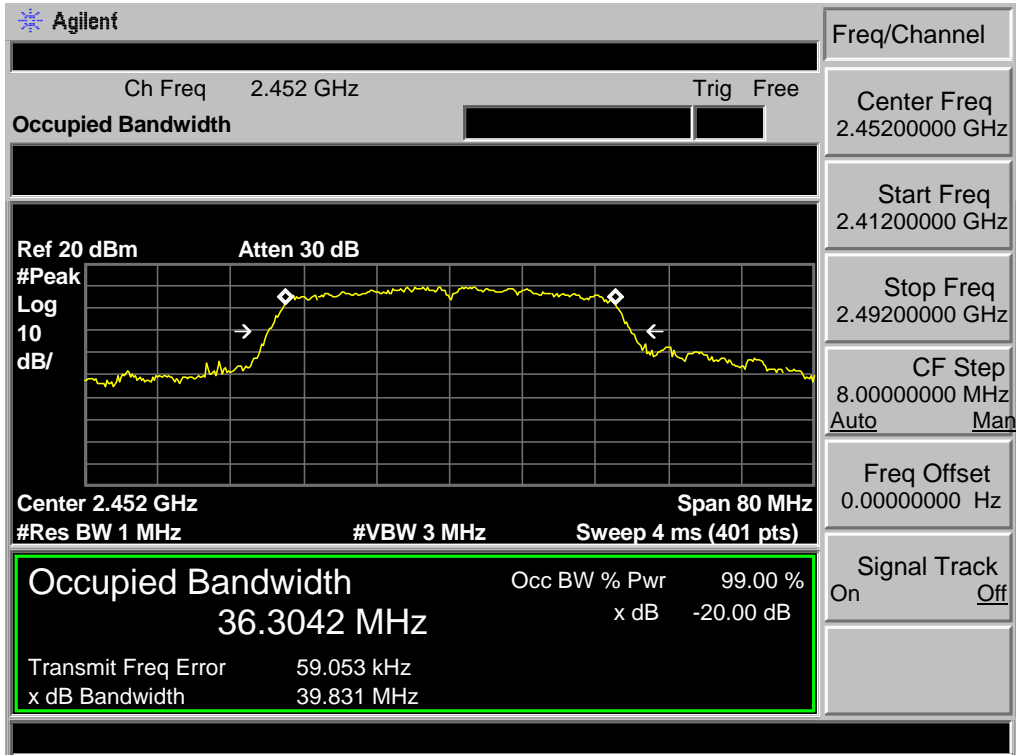 Agilent
Freq/Channel
Ch Freq 2.452 GHz Trig Free
Occupied Bandwidth
Center Freq
2.45200000 GHz
Start Freq
2.41200000 GHz
Ref 20 dBm Atten 30 dB
#Peak
Log
10
dB/
Stop Freq
2.49200000 GHz
CF Step
8.00000000 MHz
Auto Man
Freq Offset
0.00000000 Hz
Center 2.452 GHz Span 80 MHz
#Res BW 1 MHz #VBW 3 MHz Sweep 4 ms (401 pts)
Signal Track
On Off
Occupied Bandwidth
36.3042 MHz
Occ BW % Pwr 99.00 %
x dB -20.00 dB
Transmit Freq Error 59.053 kHz
x dB Bandwidth 39.831 MHz